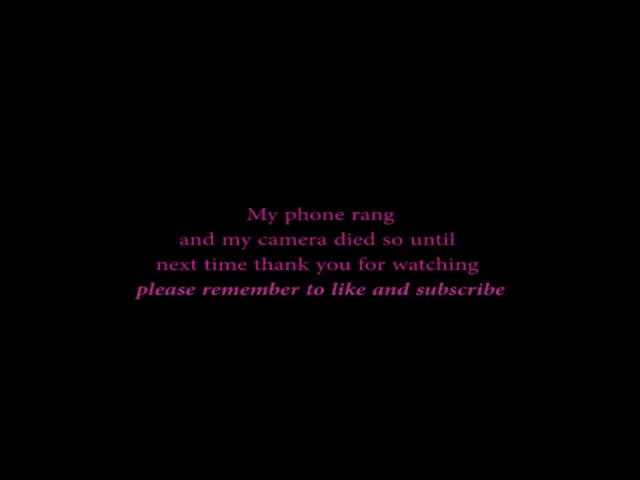 My phone rang
and my camera died so until
next time thank you for watching
please remember to like and subscribe